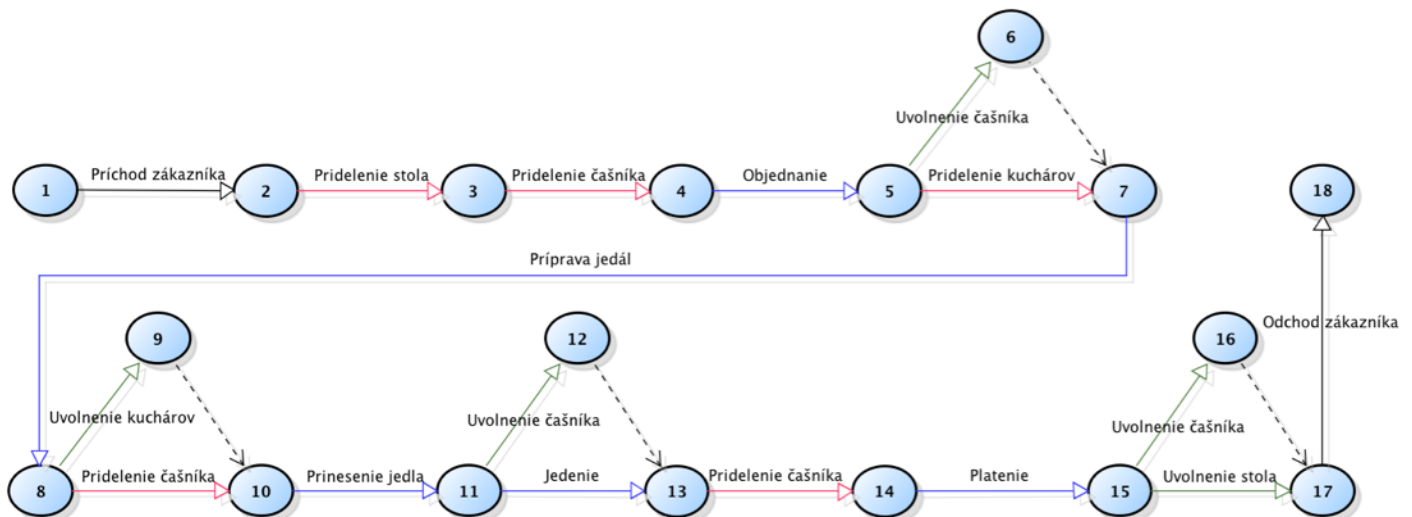 6
Uvolnenie čašníka
Príchod zákazníka
Pridelenie stola
Pridelenie čašníka
Objednanie
Pridelenie kuchárov
1
2
3
4
5
7
18
Príprava jedál
9
12
16
Odchod zákazníka
Uvolnenie kuchárov
Uvolnenie čašníka
Uvolnenie čašníka
Pridelenie čašníka
Prinesenie jedla
Jedenie
Pridelenie čašníka
Platenie
Uvolnenie stola
8
10
11
13
14
15
17